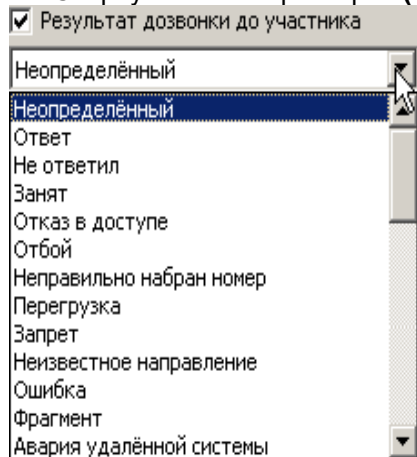 Результат дозвонки до участника
Неопределённый
Неопределённый
Ответ
Не ответил
Занят
Отказ в доступе
Отбой
Неправильно набран номер
Перегрузка
Запрет
Неизвестное направление
Ошибка
Фрагмент
Авария удалённой системы